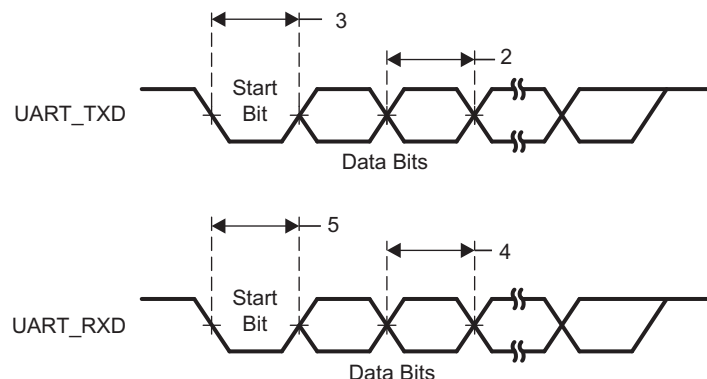 3
2
Start
Bit
UART_TXD
Data Bits
5
4
Start
Bit
UART_RXD
Data Bits